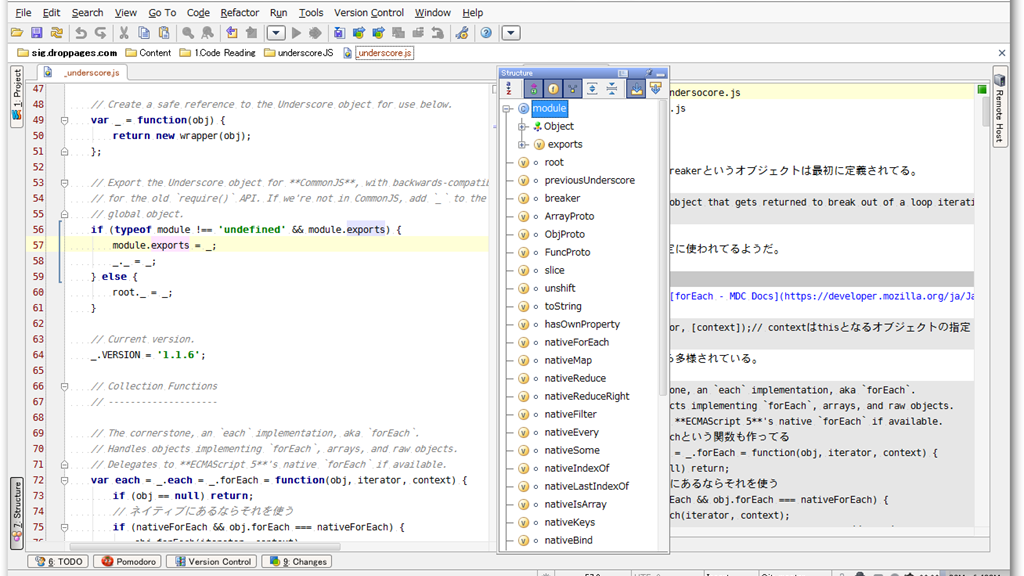 File Edit Search View Go To Code Refactor Run Tools Version Control Window Help
sig.droppages.com Content 1.Code Reading underscoreJS _underscore.js
1: Project
_underscore.js
47
48 // Create a safe reference to the Underscore object for use below.
49 var _ = function(obj) {
50 return new wrapper(obj);
51 };
52
53 // Export the Underscore object for **CommonJS**, with backwards-compatib
54 // for the old `require()` API. If we're not in CommonJS, add `_` to the
55 // global object.
56 if (typeof module !== 'undefined' && module.exports) {
57 module.exports = _;
58 _._ = _;
59 } else {
60 root._ = _;
61 }
62
63 // Current version.
64 _.VERSION = '1.1.6';
65
66 // Collection Functions
67 // --------------------
68
69 // The cornerstone, an `each` implementation, aka `forEach`.
70 // Handles objects implementing `forEach`, arrays, and raw objects.
71 // Delegates to **ECMAScript 5**'s native `forEach` if available.
72 var each = _.each = _.forEach = function(obj, iterator, context) {
73 if (obj == null) return;
74 // ネイティブにあるならそれを使う
75 if (nativeForEach && obj.forEach === nativeForEach) {
Structure
module
Object
exports
root
previousUnderscore
breaker
ArrayProto
ObjProto
FuncProto
slice
unshift
toString
hasOwnProperty
nativeForEach
nativeMap
nativeReduce
nativeReduceRight
nativeFilter
nativeEvery
nativeSome
nativeIndexOf
nativeLastIndexOf
nativeIsArray
nativeKeys
nativeBind
nderscore.js
.js
reakerというオブジェクトは最初に定義されてる。
object that gets returned to break out of a loop iterati
に使われてるようだ。
[forEach - MDC Docs](https://developer.mozilla.org/ja/Ja
or, [context]);// contextはthisとなるオブジェクトの指定
多様されている。
one, an `each` implementation, aka `forEach`.
cts implementing `forEach`, arrays, and raw objects.
**ECMAScript 5**'s native `forEach` if available.
chという関数も作ってる
= _.forEach = function(obj, iterator, context) {
ll) return;
にあるならそれを使う
Each && obj.forEach === nativeForEach) {
ch(iterator, context);
Remote Host
7: Structure
6: TODO Pomodoro Version Control 9: Changes